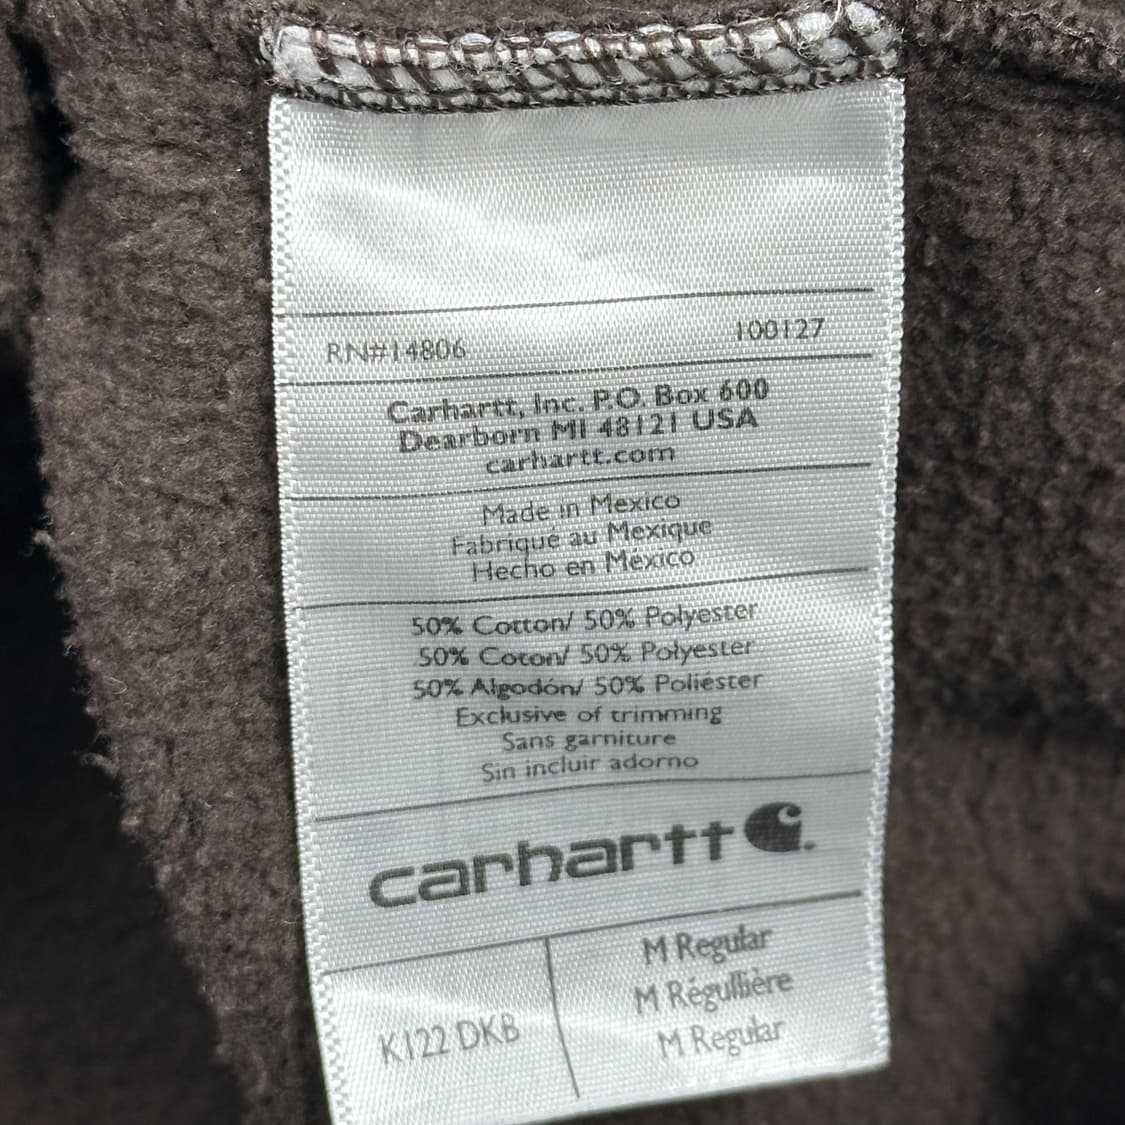 RN#14806 100127
Carhartt, Inc. P.O. Box 600
Dearborn MI 48121 USA
carhartt.com
Made in Mexico
Fabriqué au Mexique
Hecho en México
50% Cotton/ 50% Polyester
50% Coton/ 50% Polyester
50% Algodón/ 50% Poliéster
Exclusive of trimming
Sans garniture
Sin incluir adorno
carhartt
K122 DKB
M Regular
M Régullière
M Regular